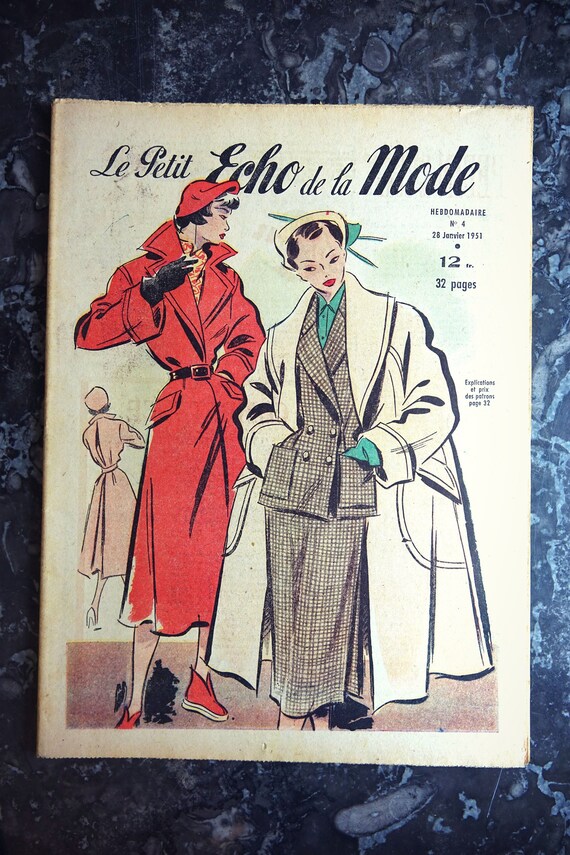 Le Petit Echo de la Mode
HEBDOMADAIRE
N° 4
28 Janvier 1951
12 fr.
32 pages
Explications
et prix
des patrons
page 32